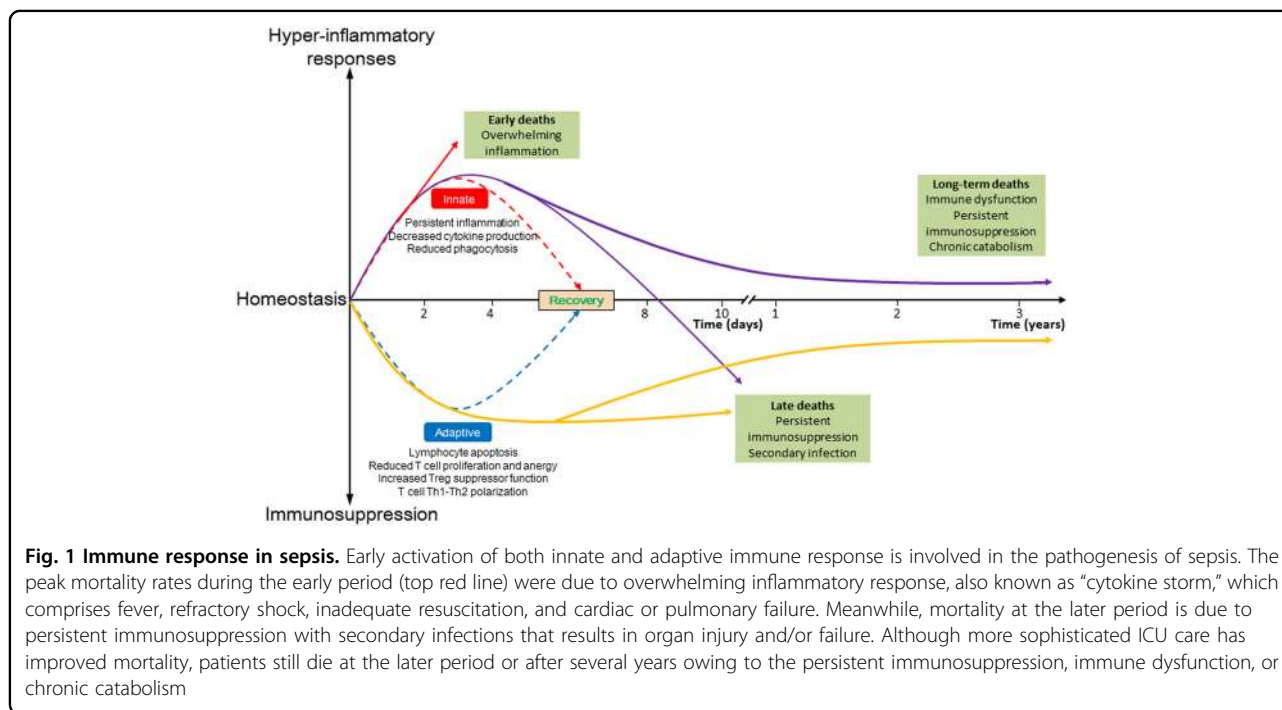 Hyper-inflammatory
responses
Early deaths
Overwhelming
inflammation
Innate
Persistent inflammation
Decreased cytokine production
Reduced phagocytosis
Long-term deaths
Immune dysfunction
Persistent
immunosuppression
Chronic catabolism
Homeostasis
Recovery
2 4 8 10 1 2 3
Time (days) Time (years)
Adaptive
Lymphocyte apoptosis
Reduced T cell proliferation and anergy
Increased Treg suppressor function
T cell Th1-Th2 polarization
Late deaths
Persistent
immunosuppression
Secondary infection
Immunosuppression
Fig. 1 Immune response in sepsis. Early activation of both innate and adaptive immune response is involved in the pathogenesis of sepsis. The
peak mortality rates during the early period (top red line) were due to overwhelming inflammatory response, also known as “cytokine storm,” which
comprises fever, refractory shock, inadequate resuscitation, and cardiac or pulmonary failure. Meanwhile, mortality at the later period is due to
persistent immunosuppression with secondary infections that results in organ injury and/or failure. Although more sophisticated ICU care has
improved mortality, patients still die at the later period or after several years owing to the persistent immunosuppression, immune dysfunction, or
chronic catabolism